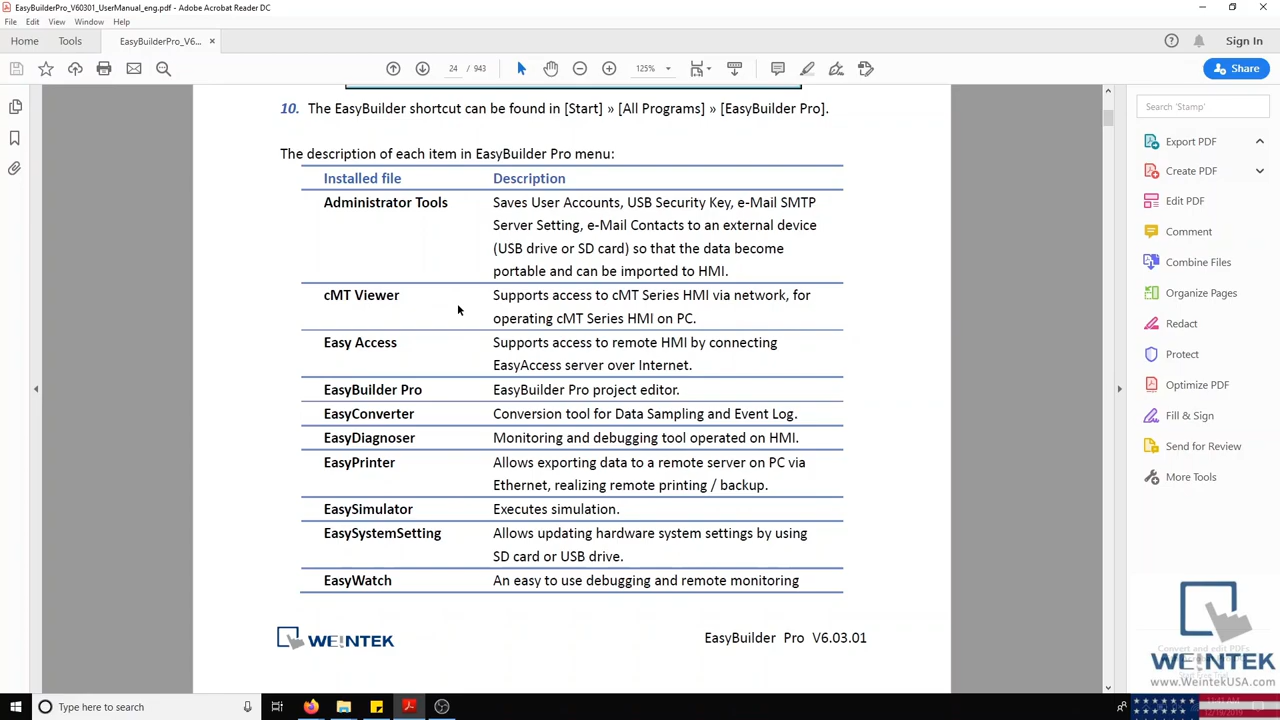 EasyBuilderPro_V60301_UserManual_eng.pdf - Adobe Acrobat Reader DC
File Edit View Window Help
Home Tools EasyBuilderPro_V6... × Sign In
24 / 943 125% Share
10. The EasyBuilder shortcut can be found in [Start] » [All Programs] » [EasyBuilder Pro].
The description of each item in EasyBuilder Pro menu:
Installed file Description
Administrator Tools Saves User Accounts, USB Security Key, e-Mail SMTP
Server Setting, e-Mail Contacts to an external device
(USB drive or SD card) so that the data become
portable and can be imported to HMI.
cMT Viewer Supports access to cMT Series HMI via network, for
operating cMT Series HMI on PC.
Easy Access Supports access to remote HMI by connecting
EasyAccess server over Internet.
EasyBuilder Pro EasyBuilder Pro project editor.
EasyConverter Conversion tool for Data Sampling and Event Log.
EasyDiagnoser Monitoring and debugging tool operated on HMI.
EasyPrinter Allows exporting data to a remote server on PC via
Ethernet, realizing remote printing / backup.
EasySimulator Executes simulation.
EasySystemSetting Allows updating hardware system settings by using
SD card or USB drive.
EasyWatch An easy to use debugging and remote monitoring
WEINTEK EasyBuilder Pro V6.03.01
Search 'Stamp'
Export PDF
Create PDF
Edit PDF
Comment
Combine Files
Organize Pages
Redact
Protect
Optimize PDF
Fill & Sign
Send for Review
More Tools
Convert and edit PDFs
WEINTEK
www.WeintekUSA.com
Type here to search
11:41 AM
12/19/2019